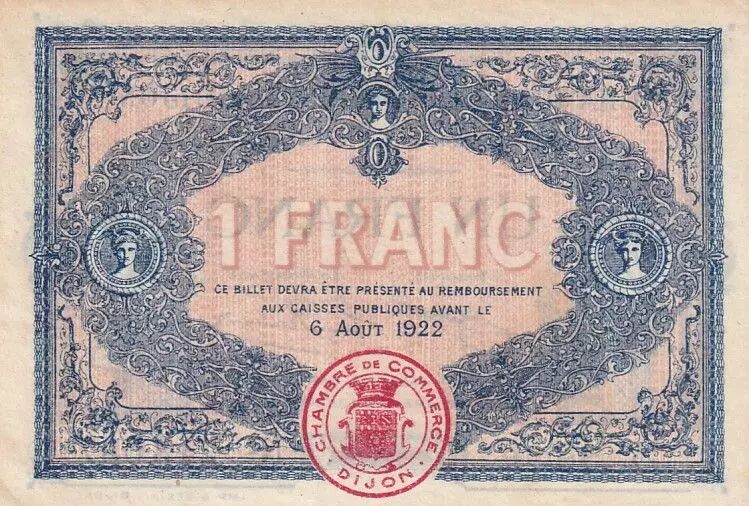 1 FRANC
CE BILLET DEVRA ÊTRE PRÉSENTÉ AU REMBOURSEMENT
AUX CAISSES PUBLIQUES AVANT LE
6 AOÛT 1922
CHAMBRE DE COMMERCE
· DIJON ·